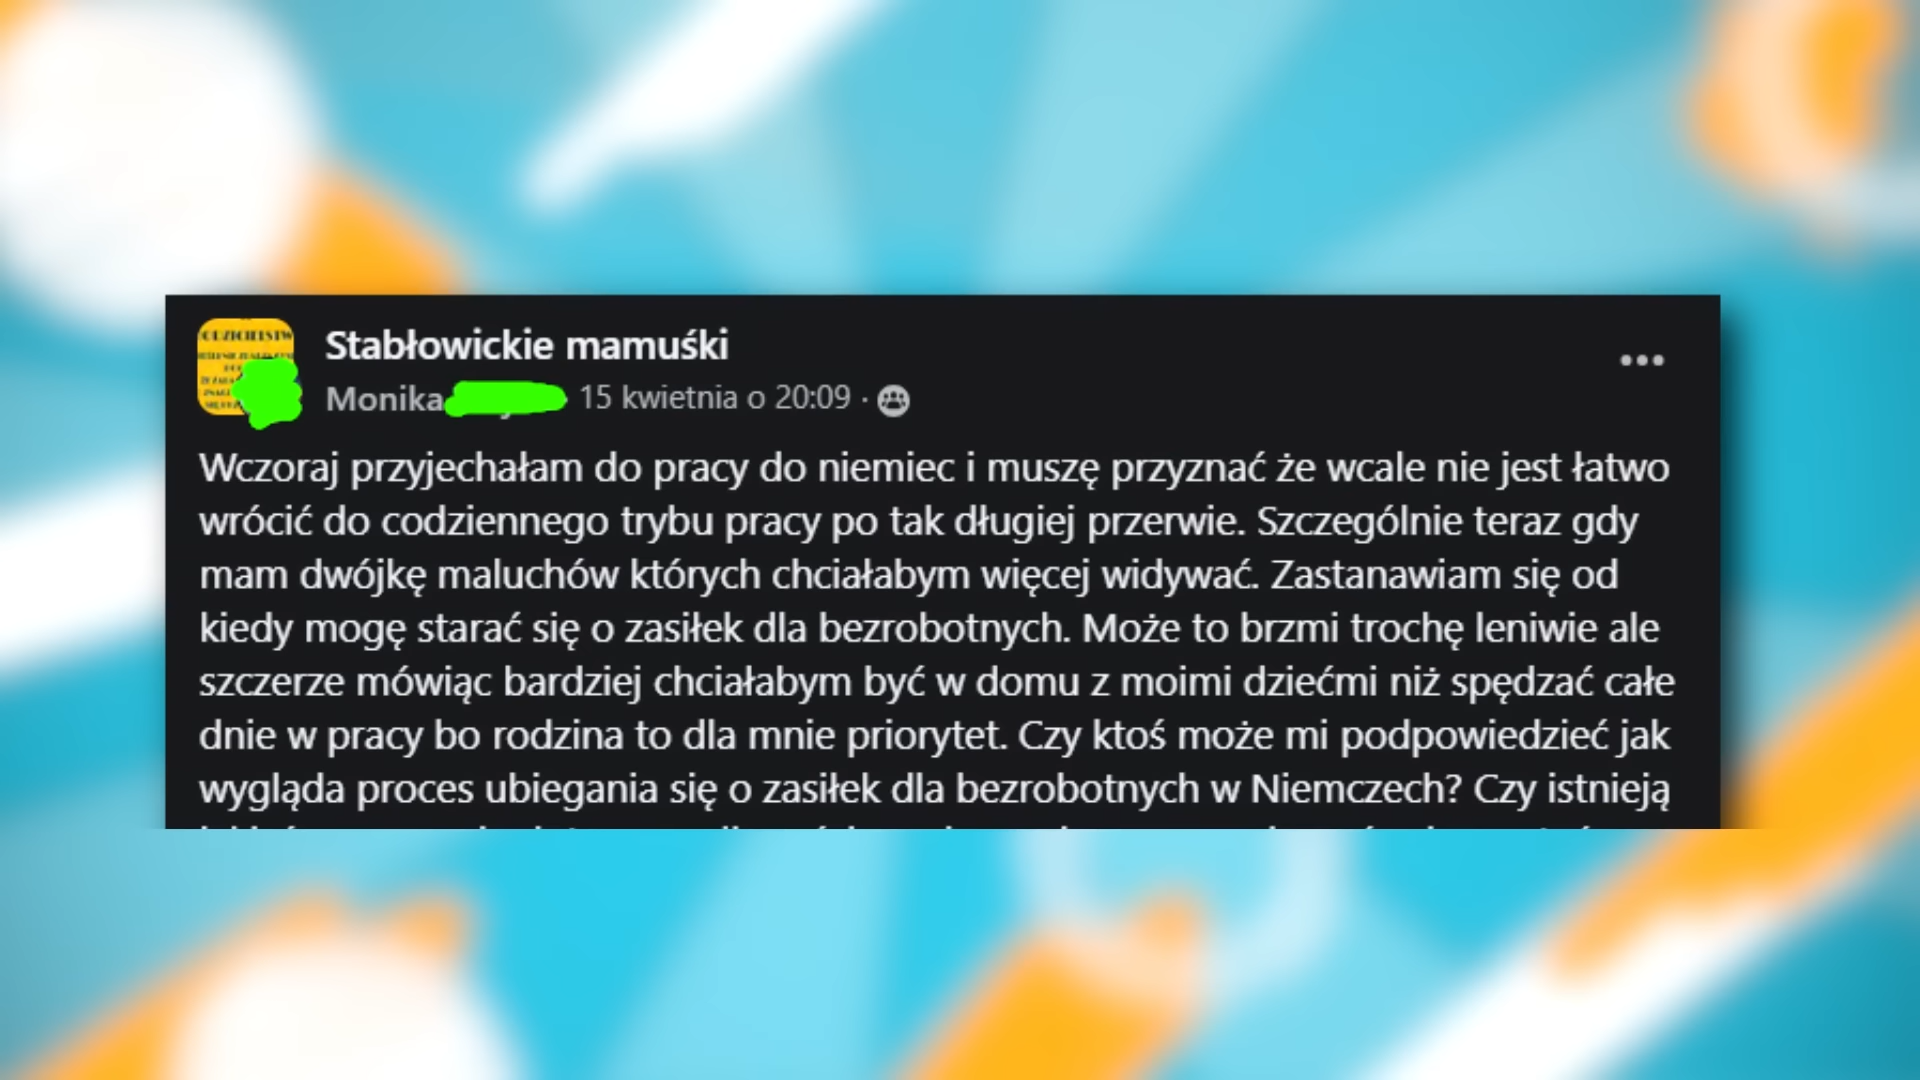 Stabłowickie mamuśki
Monika 15 kwietnia o 20:09 ·
Wczoraj przyjechałam do pracy do niemiec i muszę przyznać że wcale nie jest łatwo
wrócić do codziennego trybu pracy po tak długiej przerwie. Szczególnie teraz gdy
mam dwójkę maluchów których chciałabym więcej widywać. Zastanawiam się od
kiedy mogę starać się o zasiłek dla bezrobotnych. Może to brzmi trochę leniwie ale
szczerze mówiąc bardziej chciałabym być w domu z moimi dziećmi niż spędzać całe
dnie w pracy bo rodzina to dla mnie priorytet. Czy ktoś może mi podpowiedzieć jak
wygląda proces ubiegania się o zasiłek dla bezrobotnych w Niemczech? Czy istnieją